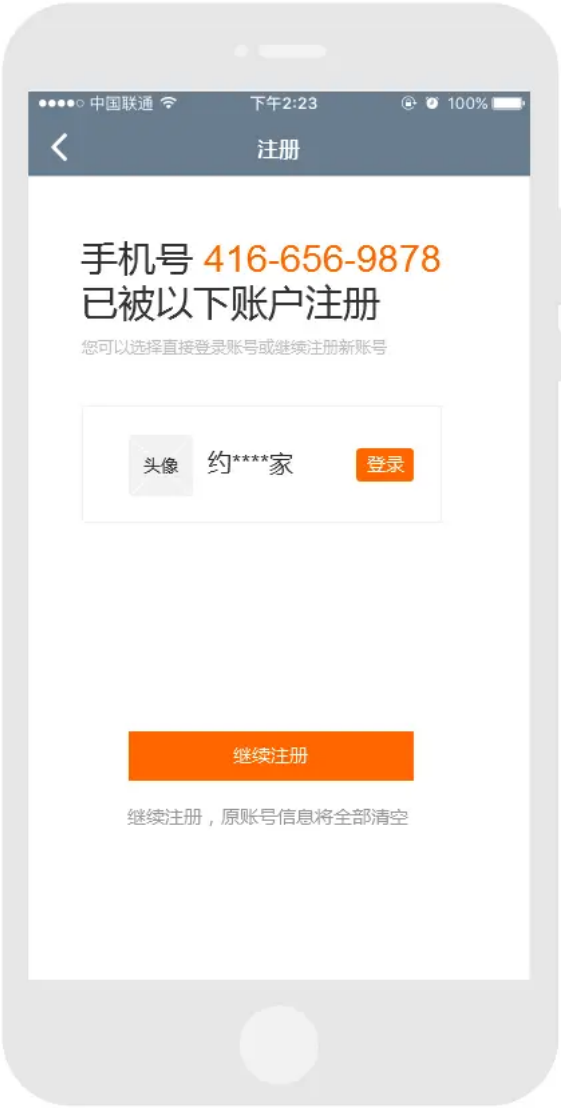 中国联通 下午2:23 100%
注册
手机号 416-656-9878
已被以下账户注册
您可以选择直接登录账号或继续注册新账号
头像 约****家 登录
继续注册
继续注册，原账号信息将全部清空